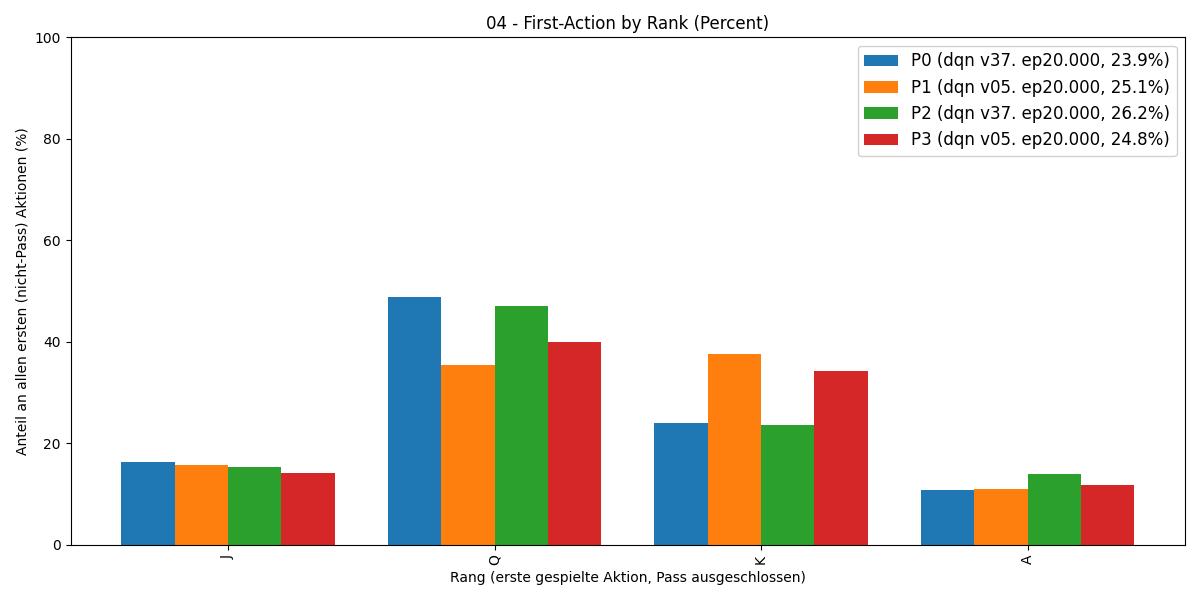 04 - First-Action by Rank (Percent)
P0 (dqn v37. ep20.000, 23.9%)
P1 (dqn v05. ep20.000, 25.1%)
P2 (dqn v37. ep20.000, 26.2%)
P3 (dqn v05. ep20.000, 24.8%)
Anteil an allen ersten (nicht-Pass) Aktionen (%)
100
80
60
40
20
0
J
Q
K
A
Rang (erste gespielte Aktion, Pass ausgeschlossen)